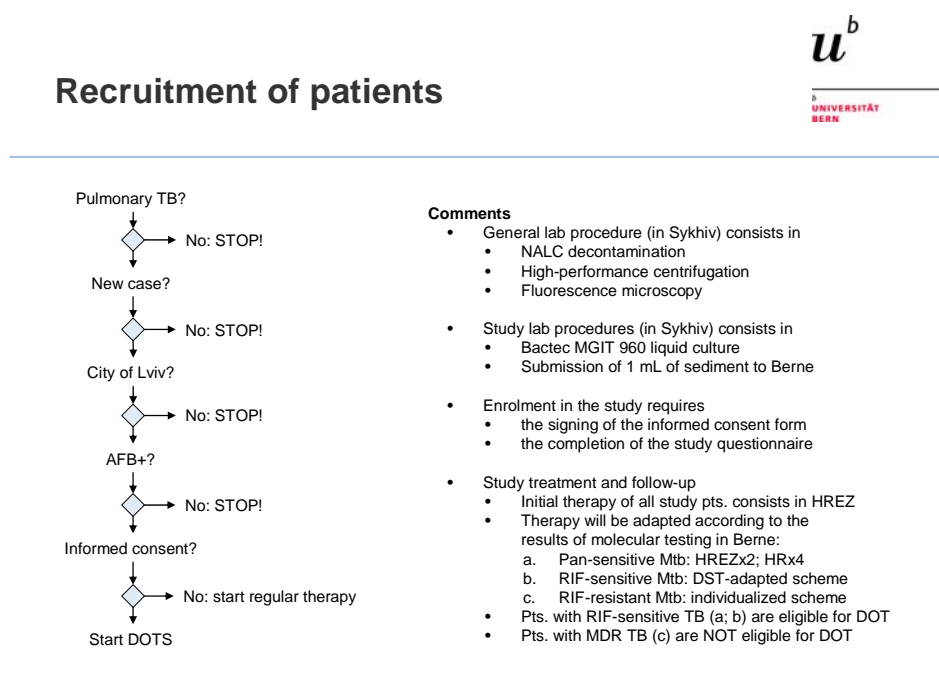 u^b
Recruitment of patients
b
UNIVERSITÄT
BERN
Pulmonary TB?
No: STOP!
New case?
No: STOP!
City of Lviv?
No: STOP!
AFB+?
No: STOP!
Informed consent?
No: start regular therapy
Start DOTS
Comments
• General lab procedure (in Sykhiv) consists in
• NALC decontamination
• High-performance centrifugation
• Fluorescence microscopy
• Study lab procedures (in Sykhiv) consists in
• Bactec MGIT 960 liquid culture
• Submission of 1 mL of sediment to Berne
• Enrolment in the study requires
• the signing of the informed consent form
• the completion of the study questionnaire
• Study treatment and follow-up
• Initial therapy of all study pts. consists in HREZ
• Therapy will be adapted according to the
results of molecular testing in Berne:
a. Pan-sensitive Mtb: HREZx2; HRx4
b. RIF-sensitive Mtb: DST-adapted scheme
c. RIF-resistant Mtb: individualized scheme
• Pts. with RIF-sensitive TB (a; b) are eligible for DOT
• Pts. with MDR TB (c) are NOT eligible for DOT